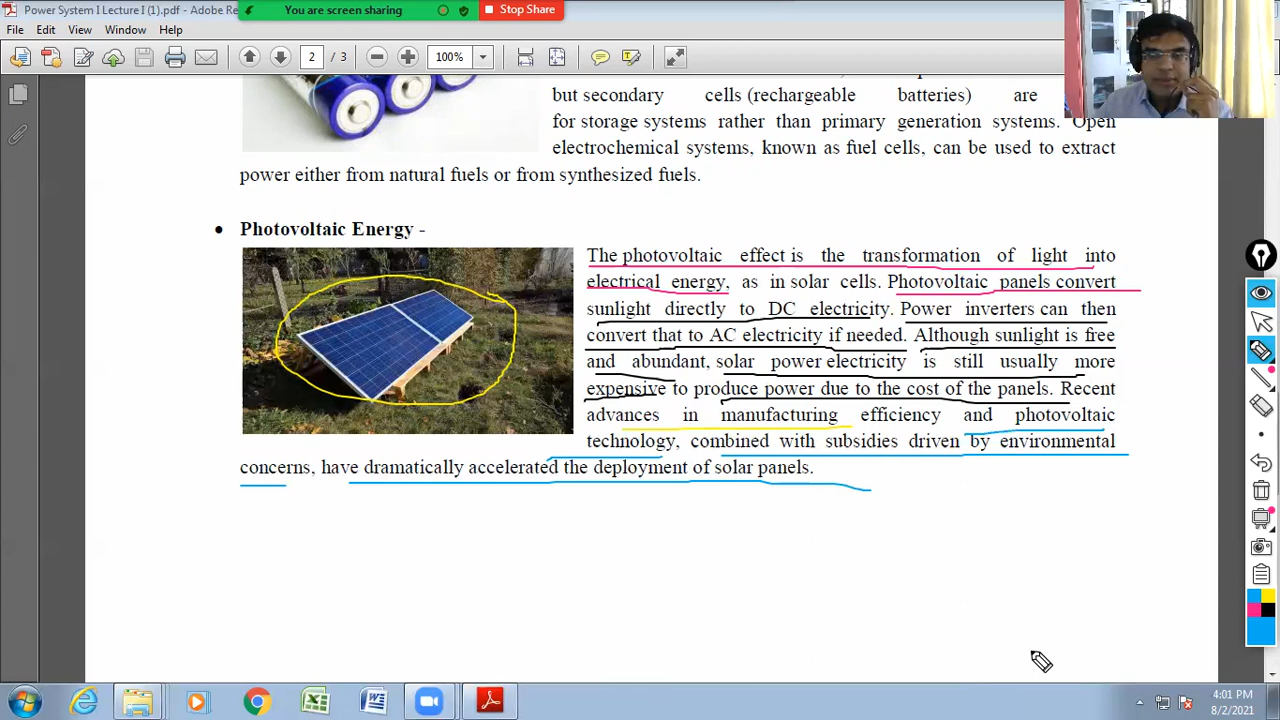 Power System I Lecture I (1).pdf - Adobe Re
You are screen sharing
Stop Share
File Edit View Window Help
2 / 3
100%
but secondary cells (rechargeable batteries) are
for storage systems rather than primary generation systems. Open
electrochemical systems, known as fuel cells, can be used to extract
power either from natural fuels or from synthesized fuels.
• Photovoltaic Energy -
The photovoltaic effect is the transformation of light into
electrical energy, as in solar cells. Photovoltaic panels convert
sunlight directly to DC electricity. Power inverters can then
convert that to AC electricity if needed. Although sunlight is free
and abundant, solar power electricity is still usually more
expensive to produce power due to the cost of the panels. Recent
advances in manufacturing efficiency and photovoltaic
technology, combined with subsidies driven by environmental
concerns, have dramatically accelerated the deployment of solar panels.
4:01 PM
8/2/2021